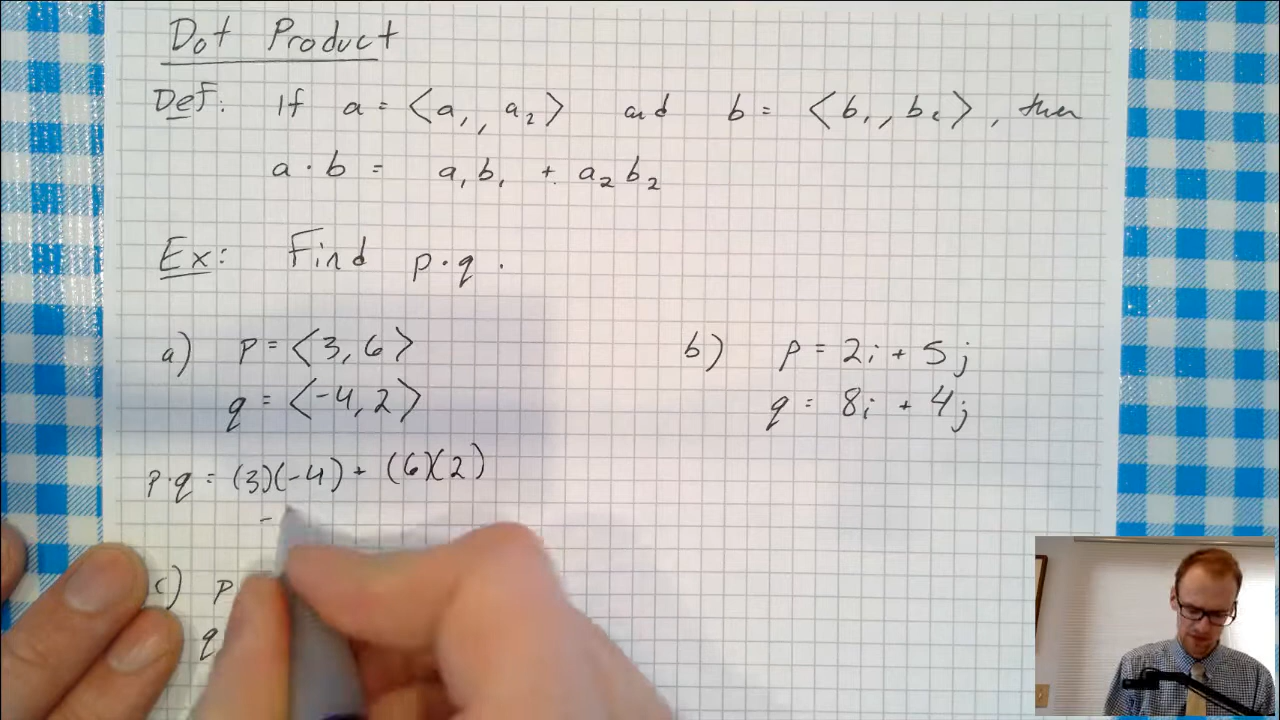 Dot Product
Def: If a = <a₁, a₂> and b = <b₁, b₂>, then
a · b = a₁b₁ + a₂b₂
Ex: Find p·q.
a) p = <3, 6>
q = <-4, 2>
p·q = (3)(-4) + (6)(2)
-
b) p = 2i + 5j
q = 8i + 4j
c) p
q